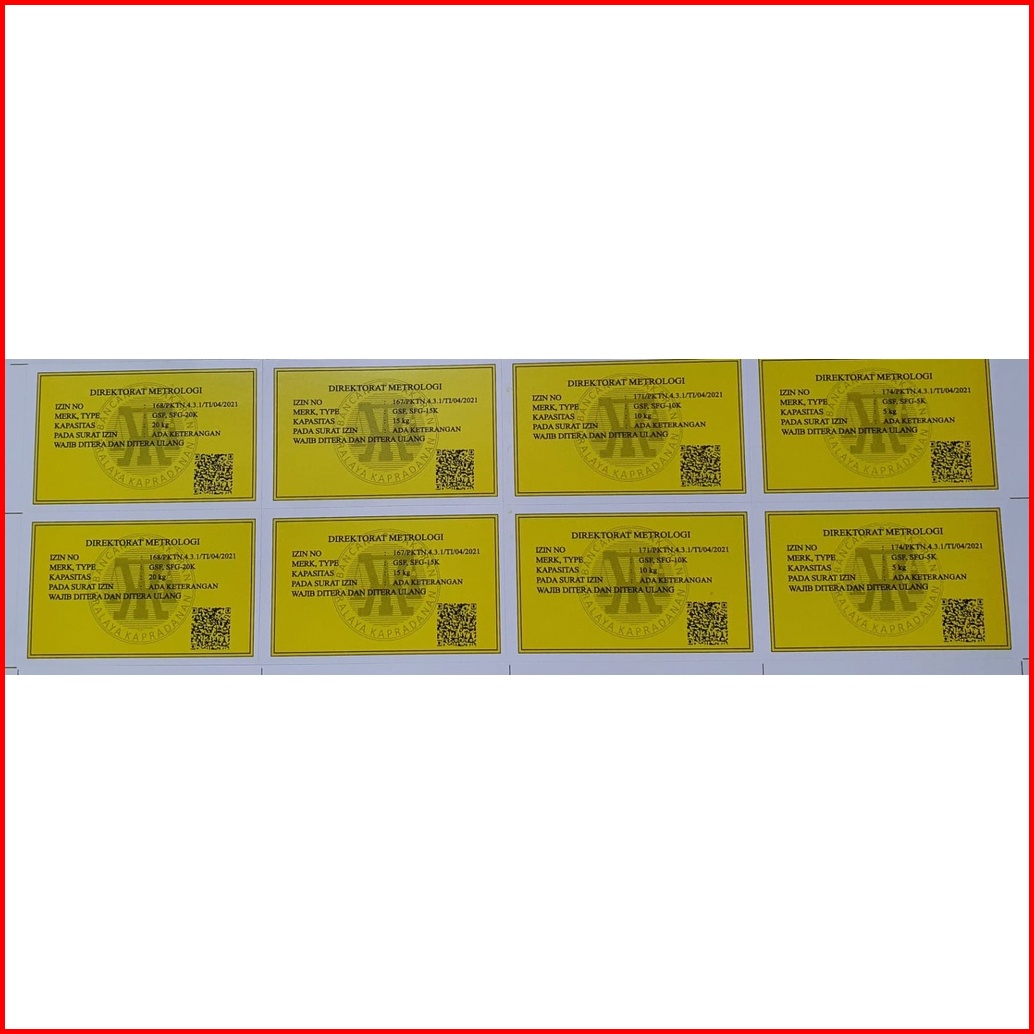 DIREKTORAT METROLOGI
IZIN NO : 168/PKTN.4.3.1/TI/04/2021
MERK, TYPE : GSF, SFG-20K
KAPASITAS : 20 kg
PADA SURAT IZIN : ADA KETERANGAN
WAJIB DITERA DAN DITERA ULANG
DIREKTORAT METROLOGI
IZIN NO : 167/PKTN.4.3.1/TI/04/2021
MERK, TYPE : GSF, SFG-15K
KAPASITAS : 15 kg
PADA SURAT IZIN : ADA KETERANGAN
WAJIB DITERA DAN DITERA ULANG
DIREKTORAT METROLOGI
IZIN NO : 171/PKTN.4.3.1/TI/04/2021
MERK, TYPE : GSF, SFG-10K
KAPASITAS : 10 kg
PADA SURAT IZIN : ADA KETERANGAN
WAJIB DITERA DAN DITERA ULANG
DIREKTORAT METROLOGI
IZIN NO : 174/PKTN.4.3.1/TI/04/2021
MERK, TYPE : GSF, SFG-5K
KAPASITAS : 5 kg
PADA SURAT IZIN : ADA KETERANGAN
WAJIB DITERA DAN DITERA ULANG
DIREKTORAT METROLOGI
IZIN NO : 168/PKTN.4.3.1/TI/04/2021
MERK, TYPE : GSF, SFG-20K
KAPASITAS : 20 kg
PADA SURAT IZIN : ADA KETERANGAN
WAJIB DITERA DAN DITERA ULANG
DIREKTORAT METROLOGI
IZIN NO : 167/PKTN.4.3.1/TI/04/2021
MERK, TYPE : GSF, SFG-15K
KAPASITAS : 15 kg
PADA SURAT IZIN : ADA KETERANGAN
WAJIB DITERA DAN DITERA ULANG
DIREKTORAT METROLOGI
IZIN NO : 171/PKTN.4.3.1/TI/04/2021
MERK, TYPE : GSF, SFG-10K
KAPASITAS : 10 kg
PADA SURAT IZIN : ADA KETERANGAN
WAJIB DITERA DAN DITERA ULANG
DIREKTORAT METROLOGI
IZIN NO : 174/PKTN.4.3.1/TI/04/2021
MERK, TYPE : GSF, SFG-5K
KAPASITAS : 5 kg
PADA SURAT IZIN : ADA KETERANGAN
WAJIB DITERA DAN DITERA ULANG